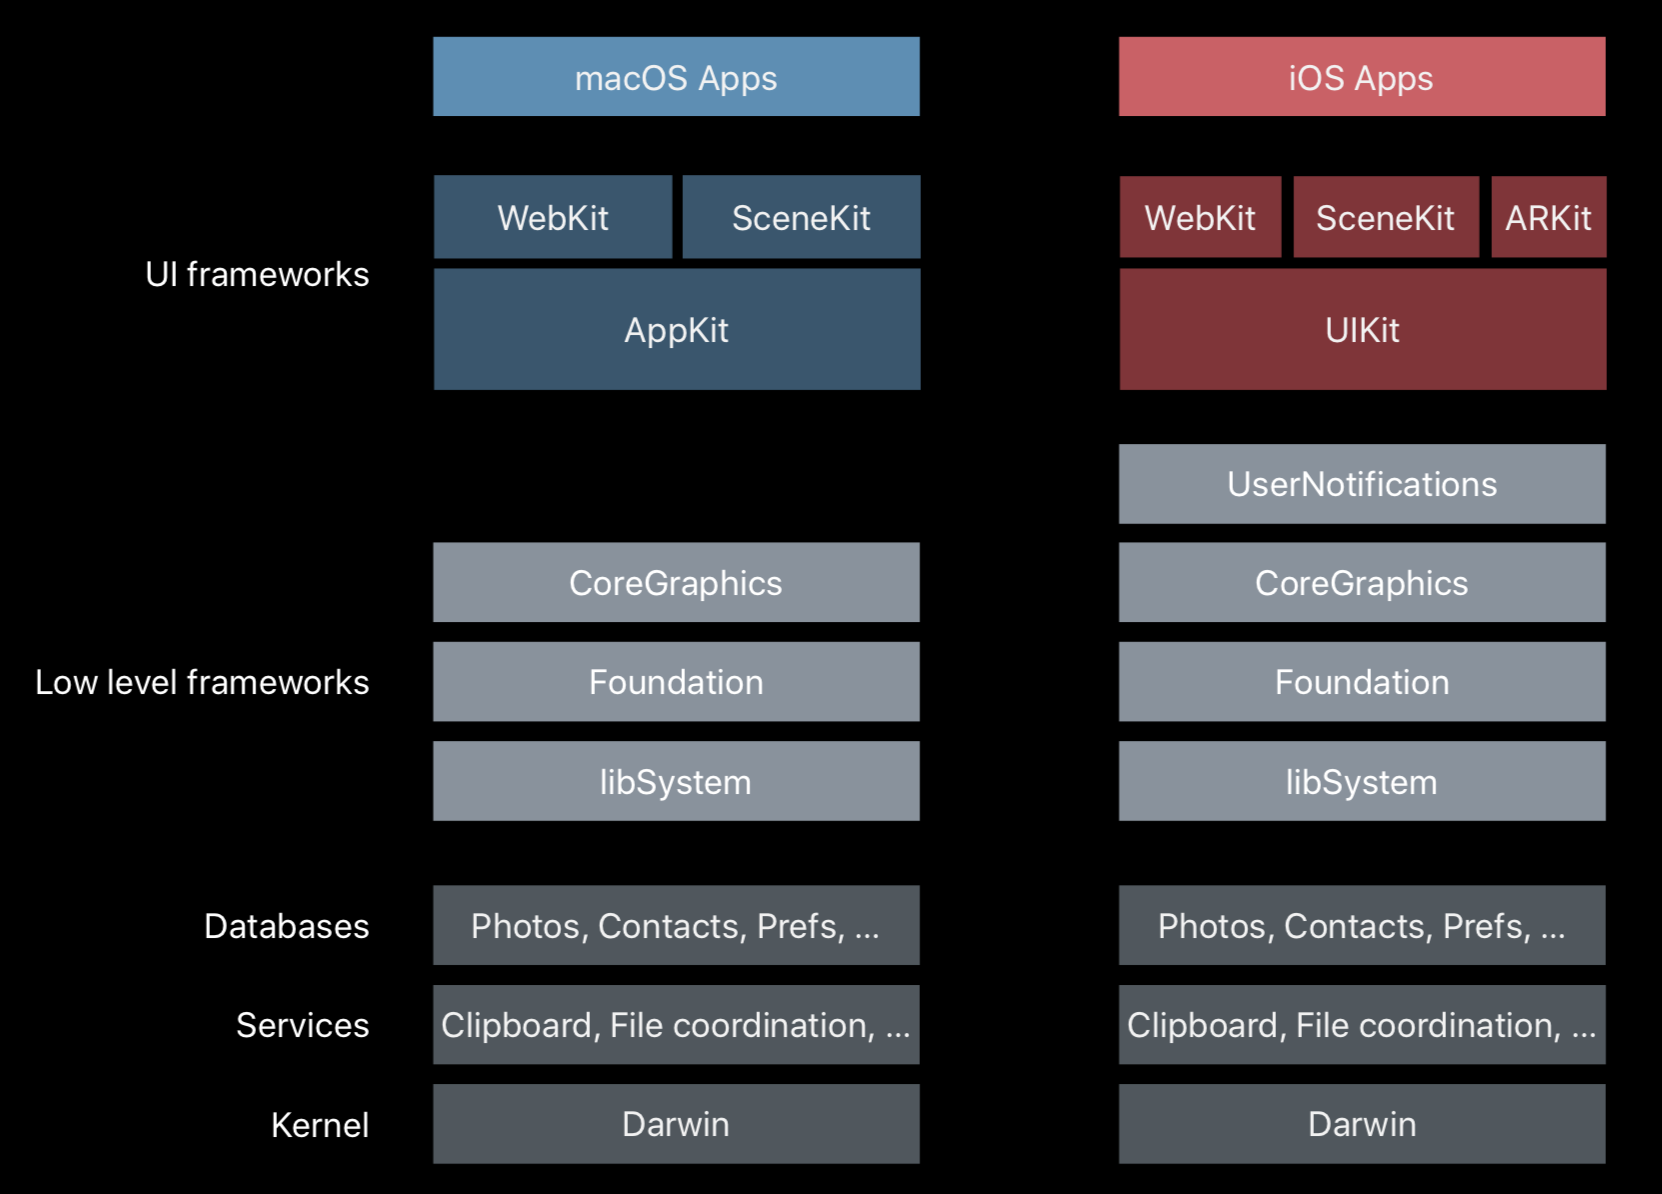 macOS Apps
iOS Apps
UI frameworks
WebKit
SceneKit
WebKit
SceneKit
ARKit
AppKit
UIKit
UserNotifications
Low level frameworks
CoreGraphics
CoreGraphics
Foundation
Foundation
libSystem
libSystem
Databases
Photos, Contacts, Prefs, ...
Photos, Contacts, Prefs, ...
Services
Clipboard, File coordination, ...
Clipboard, File coordination, ...
Kernel
Darwin
Darwin